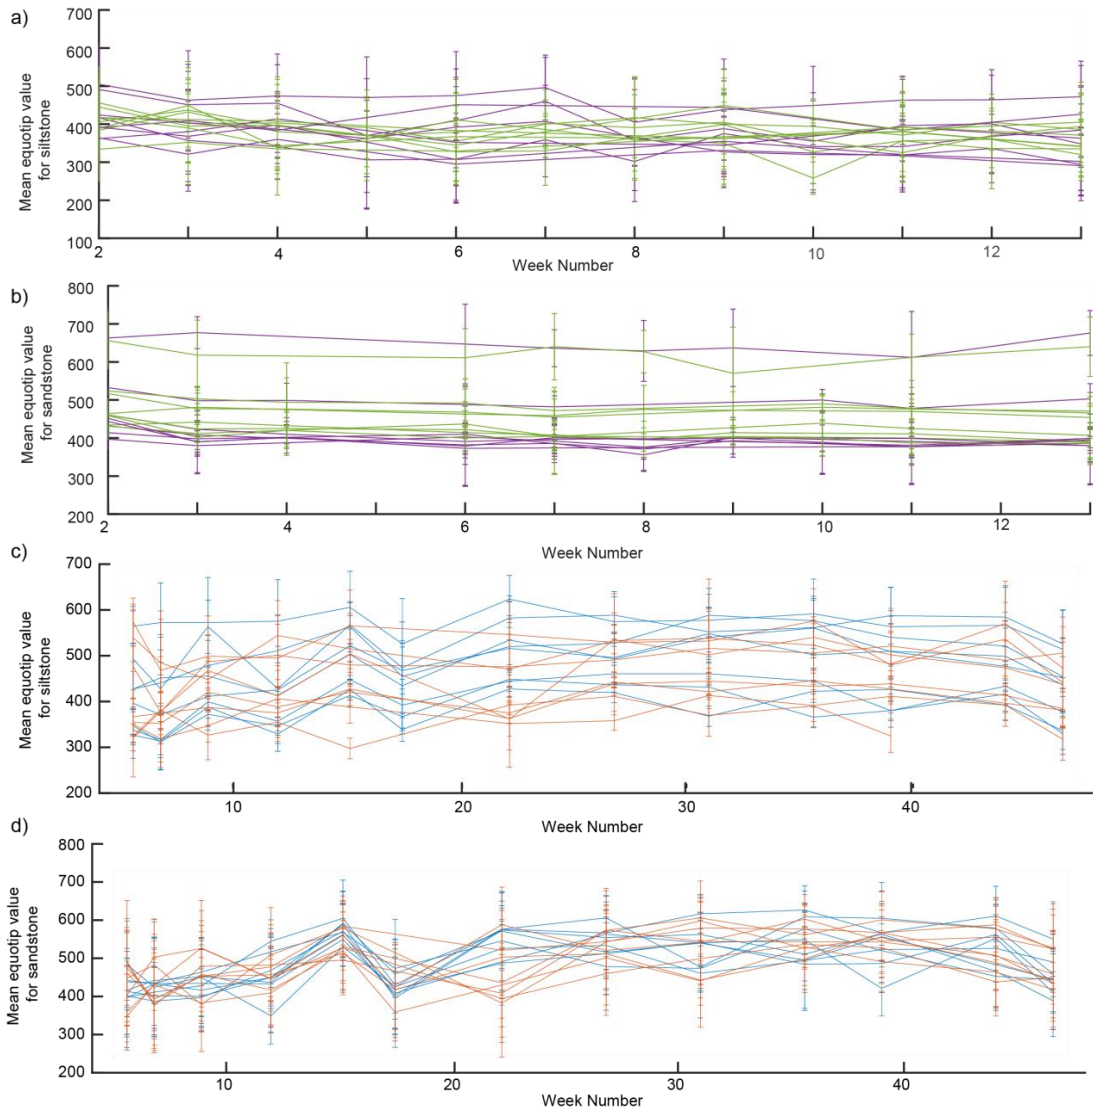 a)
700
600
500
400
300
200
100
Mean equotip value
for siltstone
2
4
6
8
10
12
Week Number
b)
800
700
600
500
400
300
200
Mean equotip value
for sandstone
2
4
6
8
10
12
Week Number
c)
700
600
500
400
300
200
Mean equotip value
for siltstone
10
20
30
40
Week Number
d)
800
700
600
500
400
300
200
Mean equotip value
for sandstone
10
20
30
40
Week Number